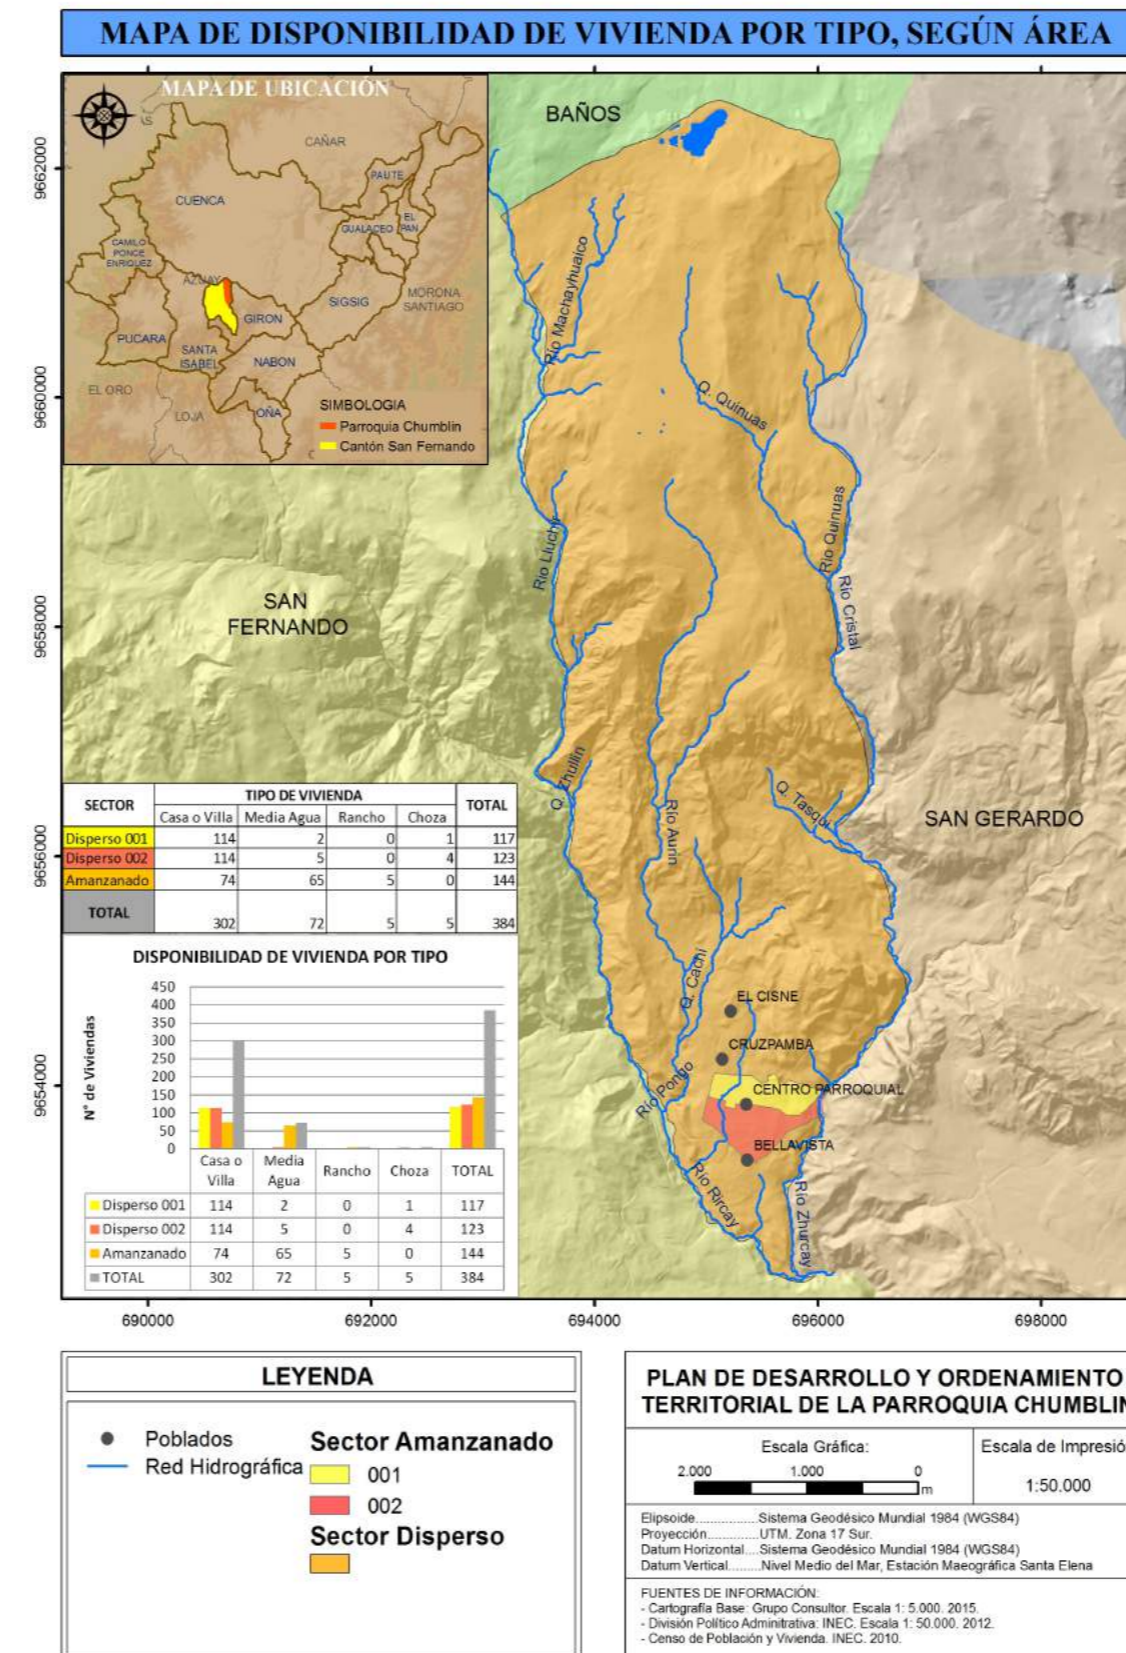 MAPA DE DISPONIBILIDAD DE VIVIENDA POR TIPO, SEGÚN ÁREA
MAPA DE UBICACIÓN
CAÑAR
CUENCA
PAUTE
GUALACEO
EL PAN
CAMILO
PONCE
ENRIQUEZ
AZUAY
GIRON
SIGSIG
MORONA
SANTIAGO
PUCARA
SANTA
ISABEL
NABON
EL ORO
LOJA
OÑA
SIMBOLOGIA
Parroquia Chumblin
Cantón San Fernando
9662000
9660000
9658000
9656000
9654000
BAÑOS
Río Machayhuaico
Q. Quinuas
Río Quinuas
Río Lluchir
Río Cristal
SAN
FERNANDO
Q. Zhullin
Río Aurin
Q. Tasqui
SAN GERARDO
Q. Cachi
EL CISNE
CRUZPAMBA
CENTRO PARROQUIAL
Río Pongo
BELLAVISTA
Río Rircay
Río Zhurcay
SECTOR TIPO DE VIVIENDA TOTAL
Casa o Villa Media Agua Rancho Choza
Disperso 001 114 2 0 1 117
Disperso 002 114 5 0 4 123
Amanzanado 74 65 5 0 144
TOTAL 302 72 5 5 384
DISPONIBILIDAD DE VIVIENDA POR TIPO
N° de Viviendas
450
400
350
300
250
200
150
100
50
0
Casa o Villa Media Agua Rancho Choza TOTAL
Disperso 001 114 2 0 1 117
Disperso 002 114 5 0 4 123
Amanzanado 74 65 5 0 144
TOTAL 302 72 5 5 384
690000 692000 694000 696000 698000
LEYENDA
Poblados
Red Hidrográfica
Sector Amanzanado
001
002
Sector Disperso
PLAN DE DESARROLLO Y ORDENAMIENTO
TERRITORIAL DE LA PARROQUIA CHUMBLIN
Escala Gráfica:
2.000 1.000 0
m
Escala de Impresió
1:50.000
Elipsoide................Sistema Geodésico Mundial 1984 (WGS84)
Proyección.............UTM. Zona 17 Sur.
Datum Horizontal....Sistema Geodésico Mundial 1984 (WGS84)
Datum Vertical.........Nivel Medio del Mar, Estación Maeográfica Santa Elena
FUENTES DE INFORMACIÓN:
- Cartografía Base: Grupo Consultor. Escala 1: 5.000. 2015.
- División Político Adminitrativa: INEC. Escala 1: 50.000. 2012.
- Censo de Población y Vivienda. INEC. 2010.